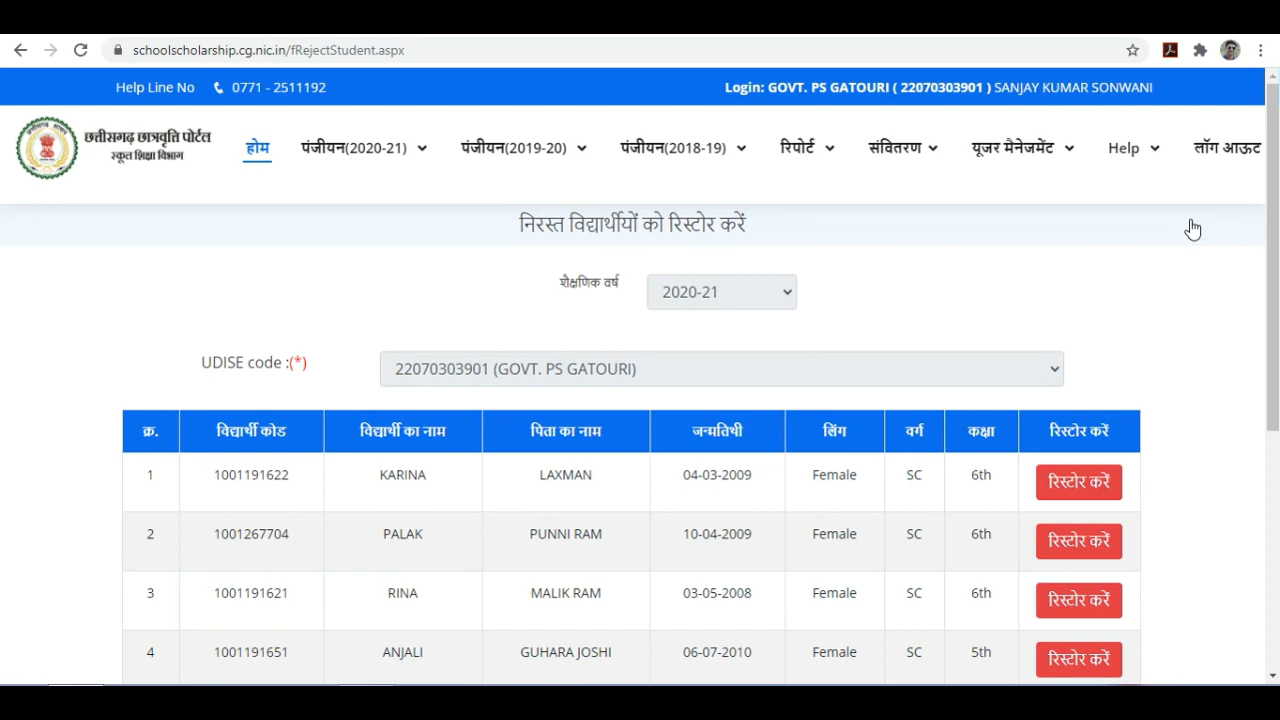 schoolscholarship.cg.nic.in/fRejectStudent.aspx
Help Line No 0771 - 2511192 Login: GOVT. PS GATOURI ( 22070303901 ) SANJAY KUMAR SONWANI
छत्तीसगढ़ छात्रवृति पोर्टल
स्कूल शिक्षा विभाग
होम पंजीयन(2020-21) पंजीयन(2019-20) पंजीयन(2018-19) रिपोर्ट संवितरण यूजर मैनेजमेंट Help लॉग आऊट
निरस्त विद्यार्थीयों को रिस्टोर करें
शैक्षणिक वर्ष 2020-21
UDISE code :(*) 22070303901 (GOVT. PS GATOURI)
क्र. विद्यार्थी कोड विद्यार्थी का नाम पिता का नाम जन्मतिथी लिंग वर्ग कक्षा रिस्टोर करें
1 1001191622 KARINA LAXMAN 04-03-2009 Female SC 6th रिस्टोर करें
2 1001267704 PALAK PUNNI RAM 10-04-2009 Female SC 6th रिस्टोर करें
3 1001191621 RINA MALIK RAM 03-05-2008 Female SC 6th रिस्टोर करें
4 1001191651 ANJALI GUHARA JOSHI 06-07-2010 Female SC 5th रिस्टोर करें